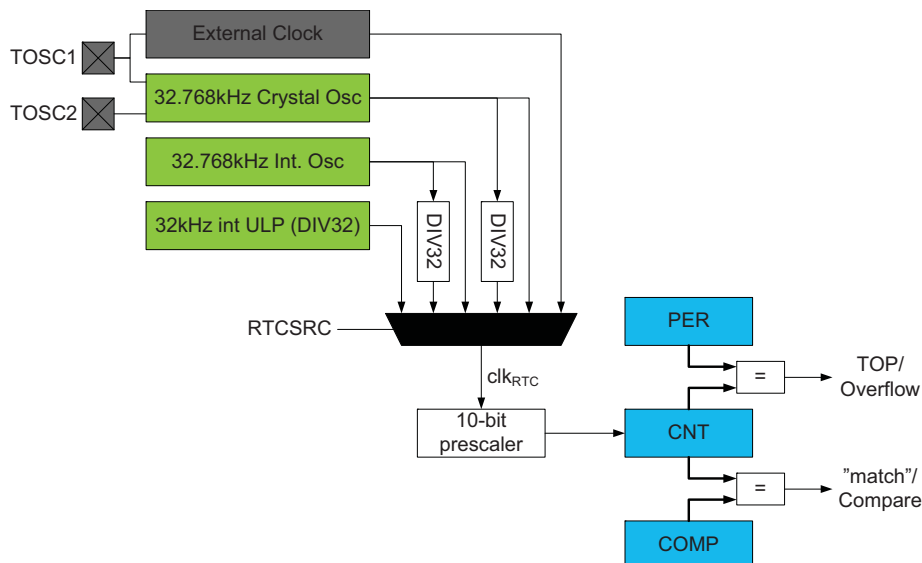 External Clock
TOSC1
32.768kHz Crystal Osc
TOSC2
32.768kHz Int. Osc
32kHz int ULP (DIV32)
DIV32
DIV32
RTCSRC
PER
clkRTC
=
TOP/
Overflow
10-bit
prescaler
CNT
=
"match"/
Compare
COMP